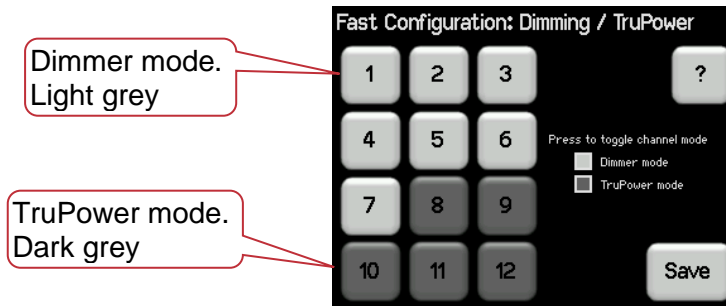 Fast Configuration: Dimming / TruPower
Dimmer mode.
Light grey
1 2 3 ?
4 5 6
Press to toggle channel mode
Dimmer mode
TruPower mode
TruPower mode.
Dark grey
7 8 9
10 11 12 Save